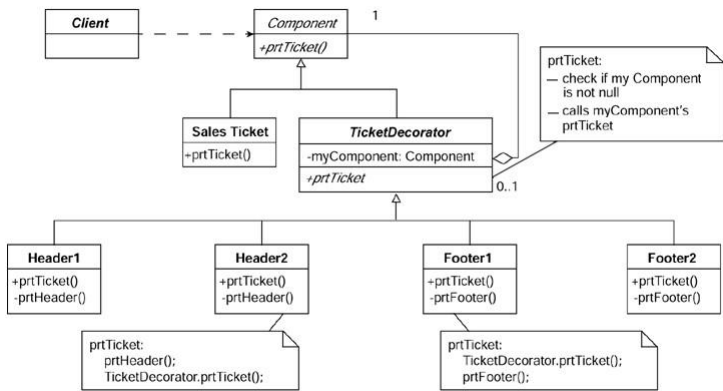 Client
Component
+prtTicket()
1
prtTicket:
— check if my Component
is not null
— calls myComponent's
prtTicket
Sales Ticket
+prtTicket()
TicketDecorator
-myComponent: Component
+prtTicket
0..1
Header1
+prtTicket()
-prtHeader()
Header2
+prtTicket()
-prtHeader()
Footer1
+prtTicket()
-prtFooter()
Footer2
+prtTicket()
-prtFooter()
prtTicket:
prtHeader();
TicketDecorator.prtTicket();
prtTicket:
TicketDecorator.prtTicket();
prtFooter();